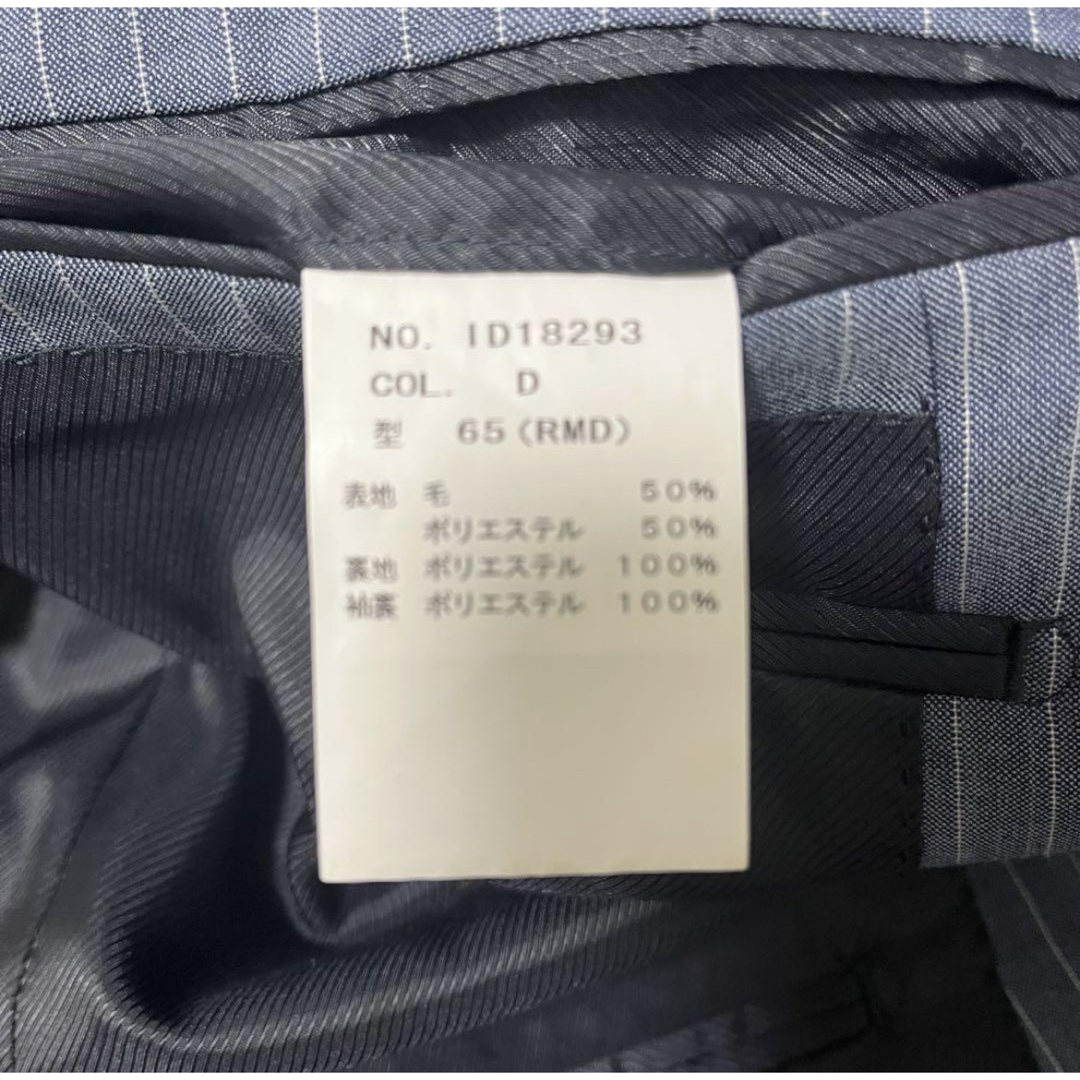 NO. ID18293
COL. D
型 65(RMD)
表地 毛 50%
ポリエステル 50%
裏地 ポリエステル 100%
袖裏 ポリエステル 100%